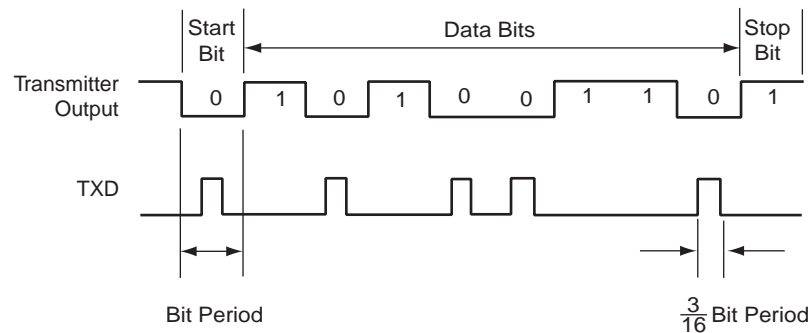 Start
Bit
Data Bits
Stop
Bit
Transmitter
Output
0 1 0 1 0 0 1 1 0 1
TXD
Bit Period
3/16 Bit Period